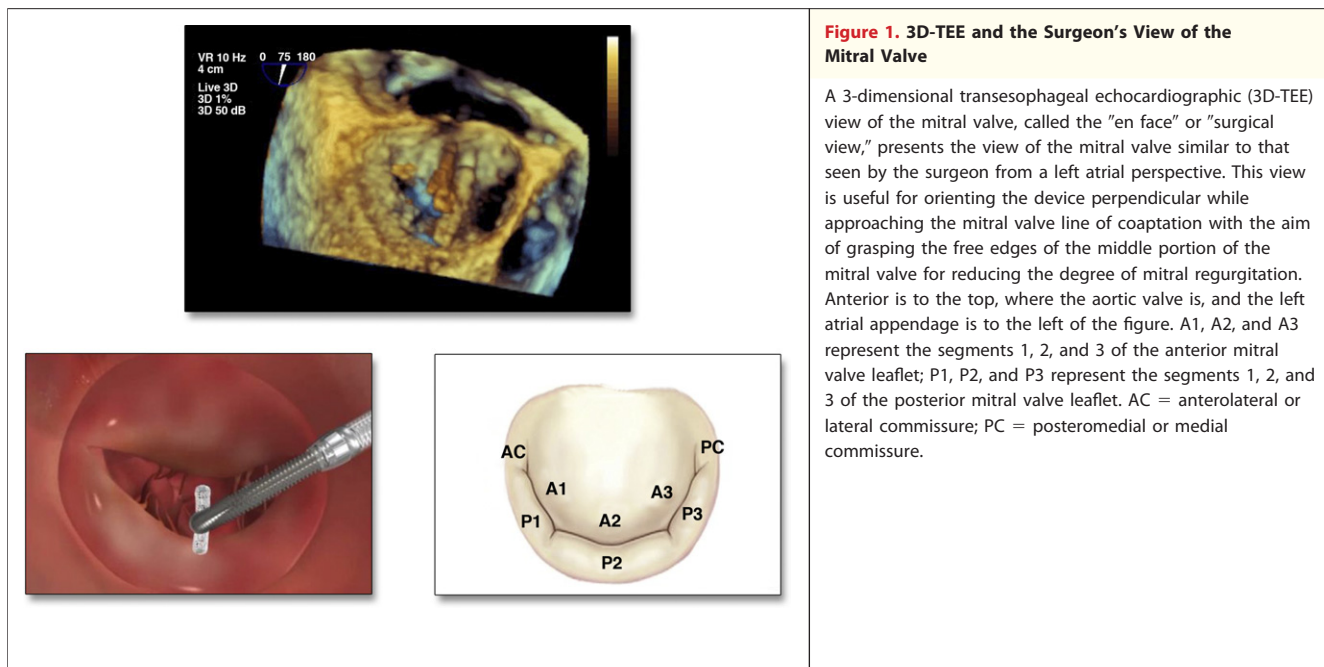 VR 10 Hz
4 cm
0 75 180
Live 3D
3D 1%
3D 50 dB
AC
PC
A1
A3
P1
A2
P3
P2
Figure 1. 3D-TEE and the Surgeon's View of the
Mitral Valve
A 3-dimensional transesophageal echocardiographic (3D-TEE)
view of the mitral valve, called the "en face" or "surgical
view," presents the view of the mitral valve similar to that
seen by the surgeon from a left atrial perspective. This view
is useful for orienting the device perpendicular while
approaching the mitral valve line of coaptation with the aim
of grasping the free edges of the middle portion of the
mitral valve for reducing the degree of mitral regurgitation.
Anterior is to the top, where the aortic valve is, and the left
atrial appendage is to the left of the figure. A1, A2, and A3
represent the segments 1, 2, and 3 of the anterior mitral
valve leaflet; P1, P2, and P3 represent the segments 1, 2, and
3 of the posterior mitral valve leaflet. AC = anterolateral or
lateral commissure; PC = posteromedial or medial
commissure.